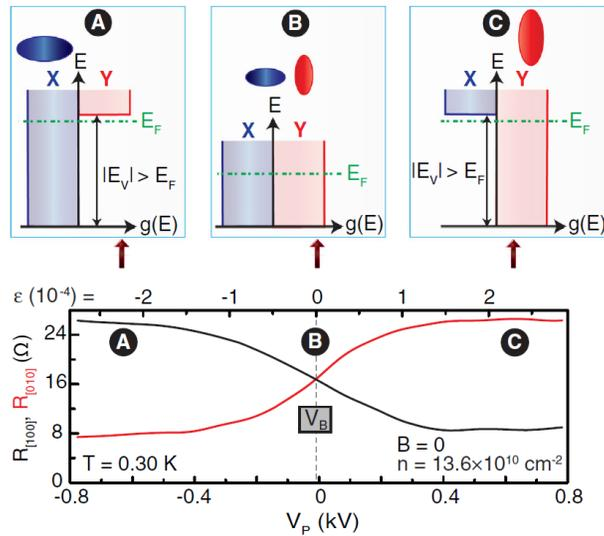 A
B
C
X Y
E
E_F
|E_V| > E_F
g(E)
X Y
E
E_F
g(E)
X Y
E
E_F
|E_V| > E_F
g(E)
ε (10⁻⁴) = -2 -1 0 1 2
R[100], R[010] (Ω)
24
16
8
0
A
B
C
V_B
T = 0.30 K
B = 0
n = 13.6×10¹⁰ cm⁻²
-0.8 -0.4 0 0.4 0.8
V_P (kV)